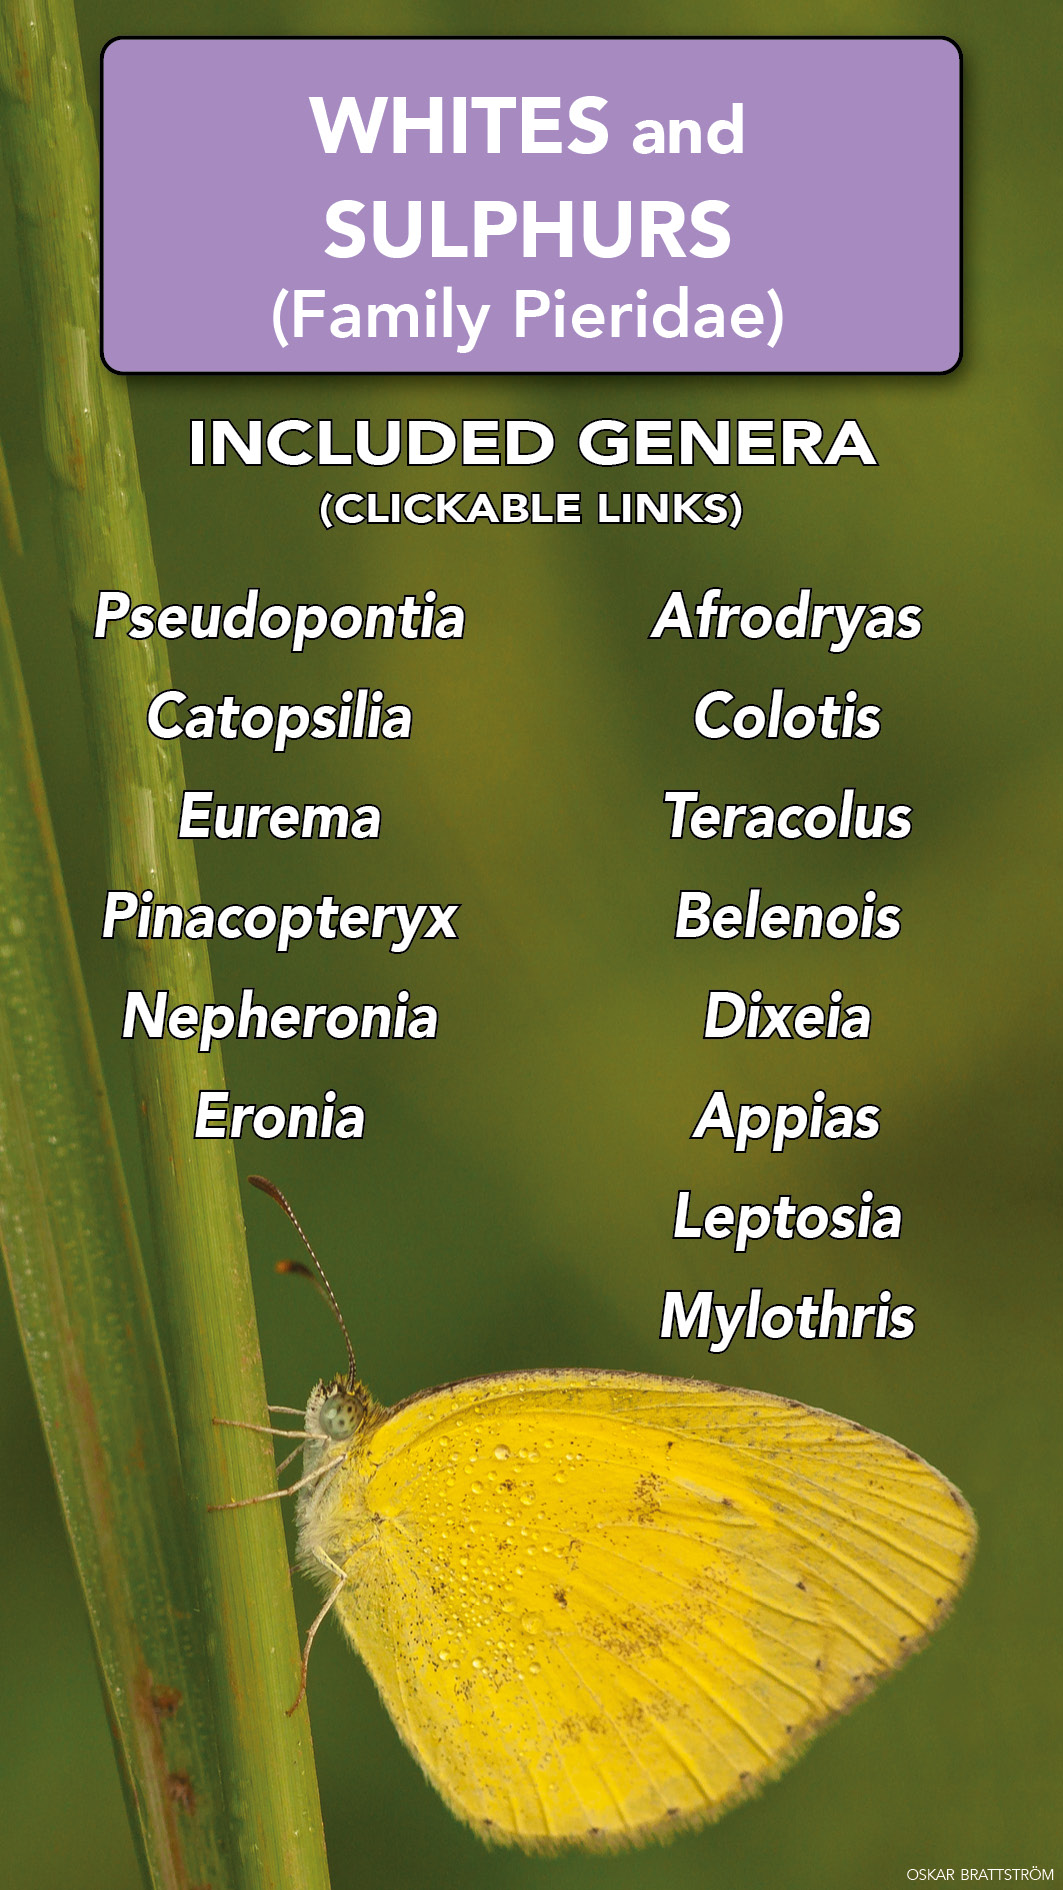 WHITES and
SULPHURS
(Family Pieridae)
INCLUDED GENERA
(CLICKABLE LINKS)
Pseudopontia
Catopsilia
Eurema
Pinacopteryx
Nepheronia
Eronia
Afrodryas
Colotis
Teracolus
Belenois
Dixeia
Appias
Leptosia
Mylothris
OSKAR BRATTSTRÖM